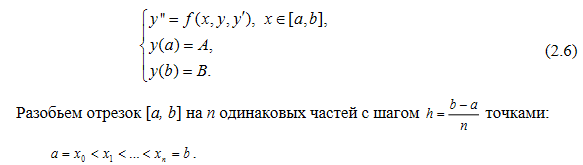 y" = f(x, y, y′), x ∈ [a, b],
y(a) = A,
y(b) = B.
(2.6)
Разобьем отрезок [a, b] на n одинаковых частей с шагом h = (b − a)/n точками:
a = x₀ < x₁ < ... < xₙ = b.